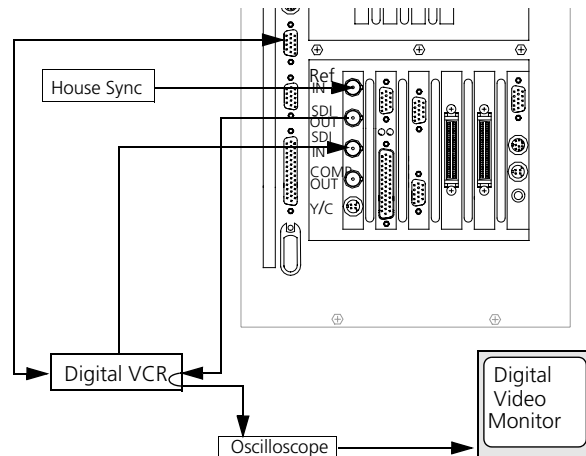 House Sync
Ref
IN
SDI
OUT
SDI
IN
COMP
OUT
Y/C
Digital VCR
Oscilloscope
Digital
Video
Monitor